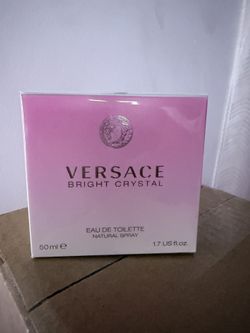 VERSACE
BRIGHT CRYSTAL
EAU DE TOILETTE
NATURAL SPRAY
50 ml e 1.7 US fl.oz.